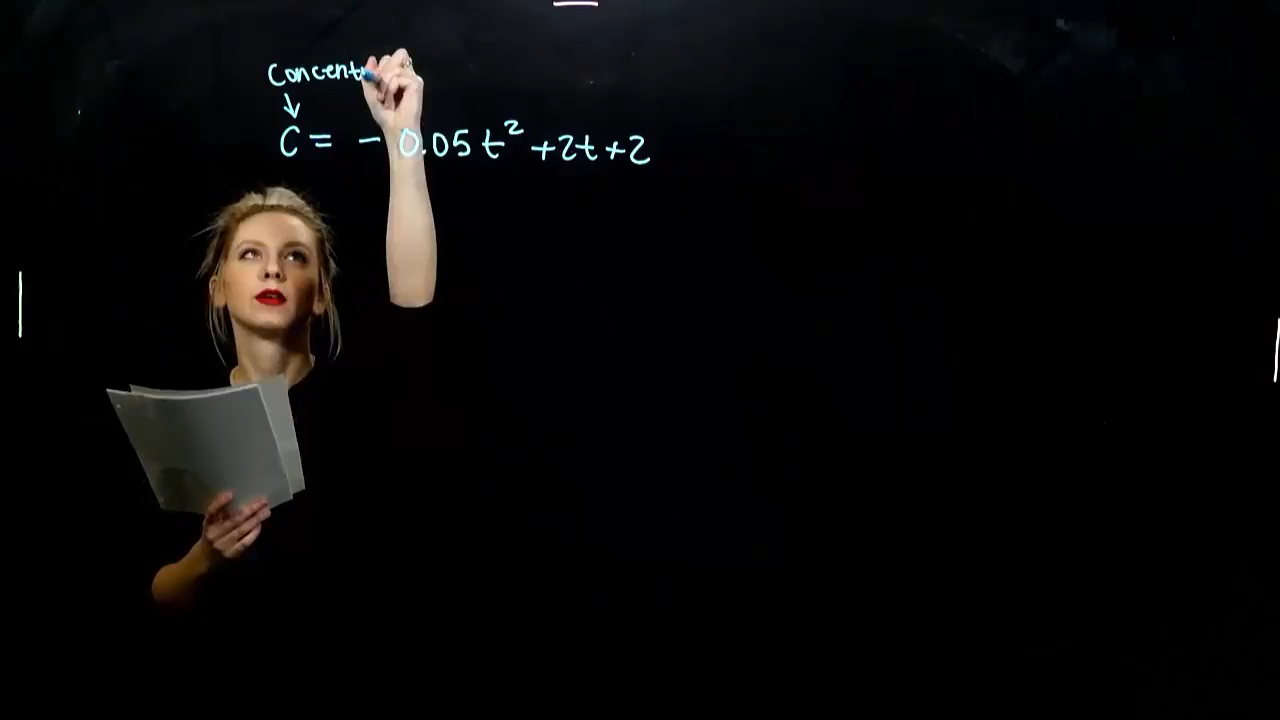 Concent
↓
C = - 0.05t² +2t+2